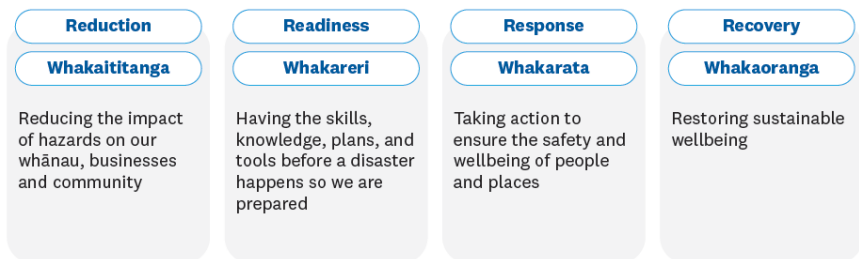 Reduction
Whakaititanga
Reducing the impact
of hazards on our
whānau, businesses
and community
Readiness
Whakareri
Having the skills,
knowledge, plans, and
tools before a disaster
happens so we are
prepared
Response
Whakarata
Taking action to
ensure the safety and
wellbeing of people
and places
Recovery
Whakaoranga
Restoring sustainable
wellbeing